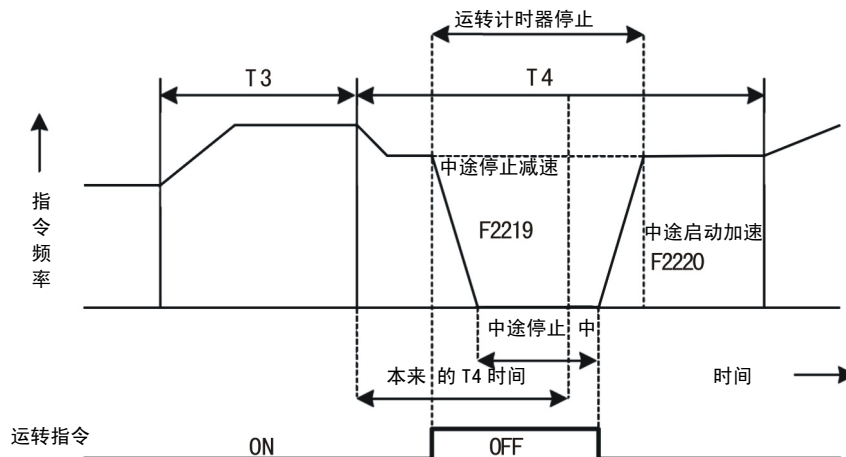 运转计时器停止
T3
T4
中途停止减速
指令频率
F2219
中途启动加速
F2220
中途停止 中
本来 的 T4 时间
时间
运转指令
ON
OFF